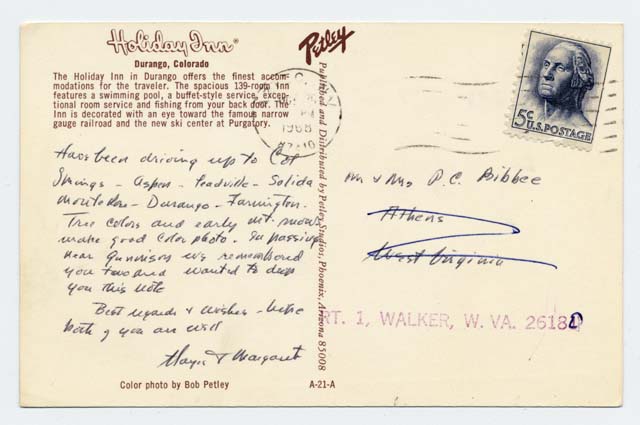 Holiday Inn®
Durango, Colorado
The Holiday Inn in Durango offers the finest accom-
modations for the traveler. The spacious 139-room Inn
features a swimming pool, a buffet-style service, excep-
tional room service and fishing from your back door. The
Inn is decorated with an eye toward the famous narrow
gauge railroad and the new ski center at Purgatory.
Have been driving up to Col
Springs - Aspen - Leadville - Salida
Montrose - Durango - Farmington.
True colors and early mt. snows
make good color photo. In passing
near Gunnison we remembered
you two and wanted to drop
you this note
Best regards & wishes - hope
both of you are well
& Margaret
Color photo by Bob Petley
A-21-A
Petley
Published and Distributed by Petley Studios, Phoenix, Arizona 85008
1968
5¢
U.S. POSTAGE
Mr & Mrs P.C. Bibbee
Athens
West Virginia
RT. 1, WALKER, W. VA. 26180